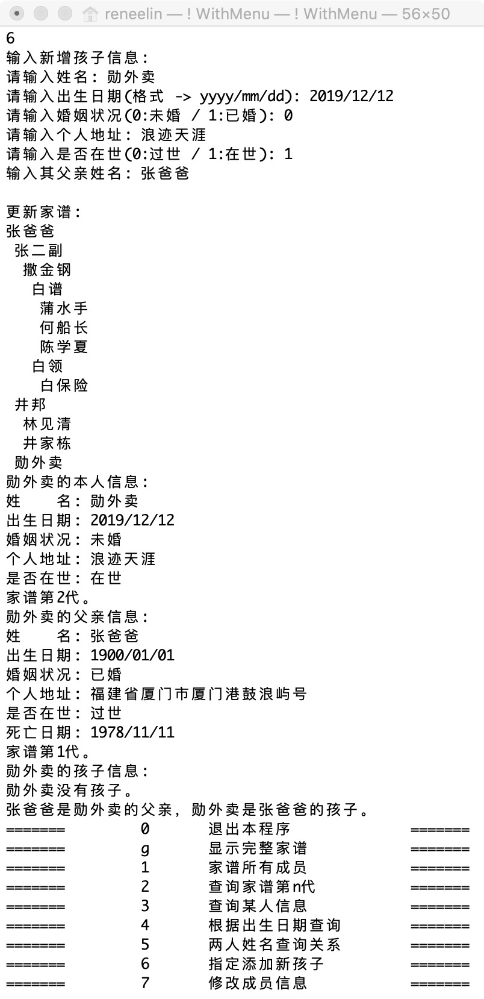 reneelin — ! WithMenu — ! WithMenu — 56×50
6
输入新增孩子信息:
请输入姓名: 勋外卖
请输入出生日期(格式 -> yyyy/mm/dd): 2019/12/12
请输入婚姻状况(0:未婚 / 1:已婚): 0
请输入个人地址: 浪迹天涯
请输入是否在世(0:过世 / 1:在世): 1
输入其父亲姓名: 张爸爸

更新家谱:
张爸爸
 张二副
  撒金钢
   白谱
    蒲水手
    何船长
    陈学夏
   白领
    白保险
 井邦
  林见清
  井家栋
 勋外卖
勋外卖的本人信息:
姓    名: 勋外卖
出生日期: 2019/12/12
婚姻状况: 未婚
个人地址: 浪迹天涯
是否在世: 在世
家谱第2代。
勋外卖的父亲信息:
姓    名: 张爸爸
出生日期: 1900/01/01
婚姻状况: 已婚
个人地址: 福建省厦门市厦门港鼓浪屿号
是否在世: 过世
死亡日期: 1978/11/11
家谱第1代。
勋外卖的孩子信息:
勋外卖没有孩子。
张爸爸是勋外卖的父亲, 勋外卖是张爸爸的孩子。
======= 0 退出本程序 =======
======= g 显示完整家谱 =======
======= 1 家谱所有成员 =======
======= 2 查询家谱第n代 =======
======= 3 查询某人信息 =======
======= 4 根据出生日期查询 =======
======= 5 两人姓名查询关系 =======
======= 6 指定添加新孩子 =======
======= 7 修改成员信息 =======